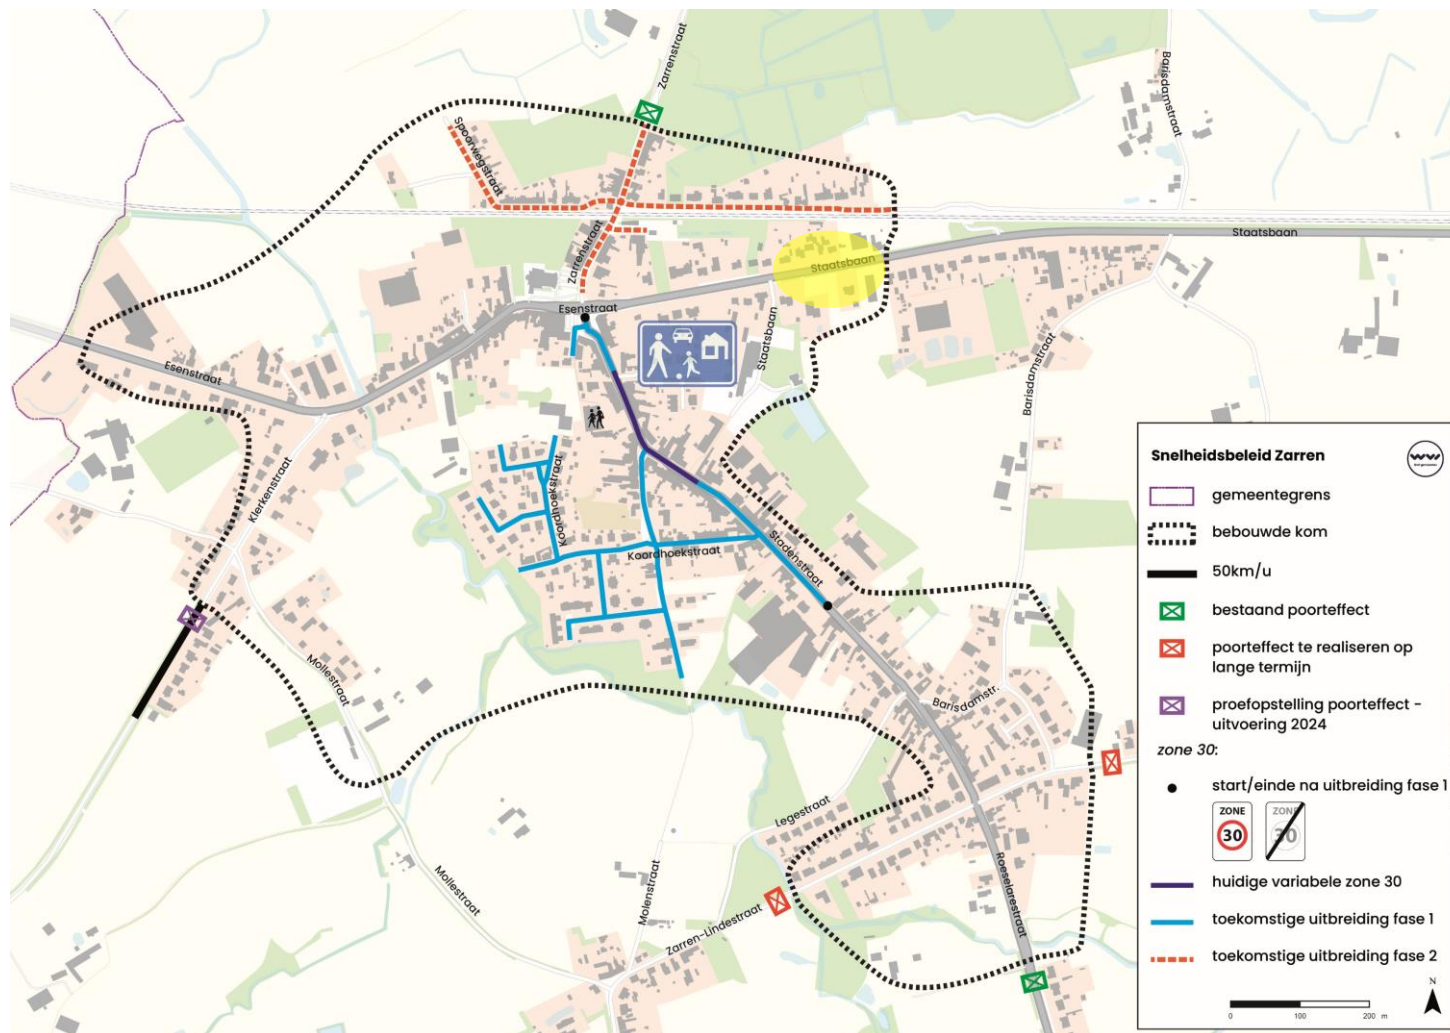 Zarrenstraat
Barisdamstraat
Spoorwegstraat
Zarrenstraat
Staatsbaan
Staatsbaan
Esenstraat
Staatsbaan
Esenstraat
Barisdamstraat
Klerkenstraat
Koordhoekstraat
Koordhoekstraat
Stadenstraat
Mollestraat
Barisdamstr.
Legestraat
Mollestraat
Molenstraat
Zarren-Lindestraat
Roeselarestraat
Snelheidsbeleid Zarren
gemeentegrens
bebouwde kom
50km/u
bestaand poorteffect
poorteffect te realiseren op
lange termijn
proefopstelling poorteffect -
uitvoering 2024
zone 30:
start/einde na uitbreiding fase 1
ZONE
30
ZONE
30
huidige variabele zone 30
toekomstige uitbreiding fase 1
toekomstige uitbreiding fase 2
N
0 100 200 m